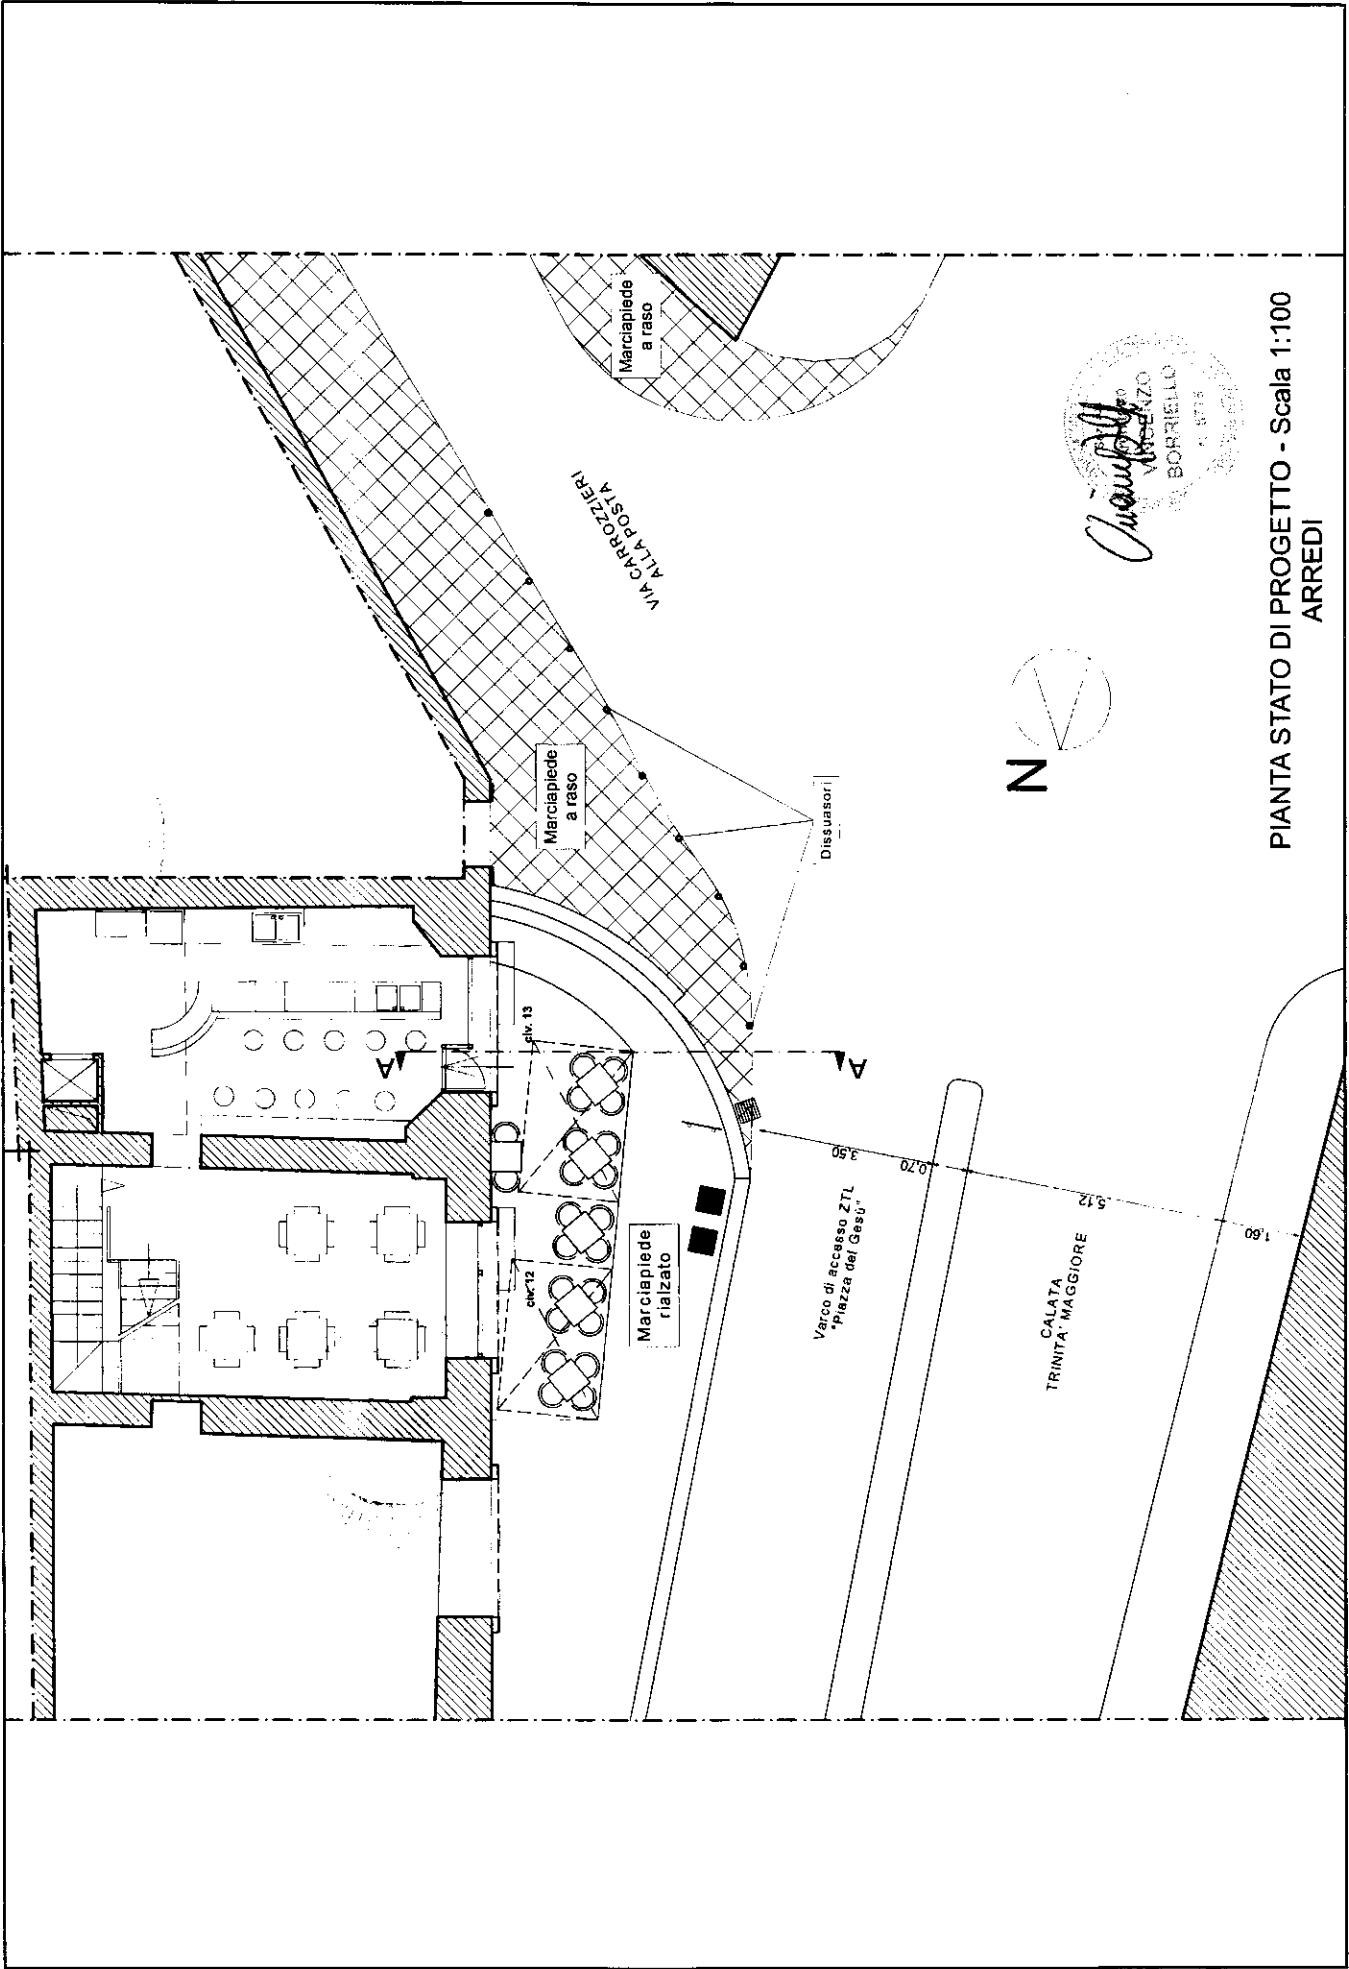 Marciapiede
a raso
VIA CARROZZIERI
ALLA POSTA
Marciapiede
a raso
Dissuasori
N
civ. 13
civ. 12
A
A
Marciapiede
rialzato
3,50
0,70
5,12
1,60
Varco di accesso ZTL
"Piazza del Gesù"
CALATA
TRINITA' MAGGIORE
VINCENZO
BORRIELLO
PIANTA STATO DI PROGETTO - Scala 1:100
ARREDI